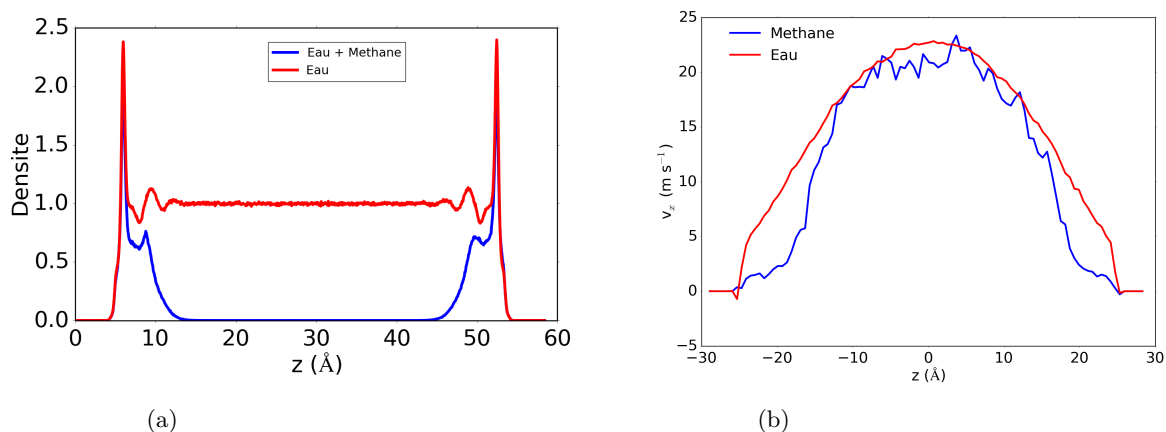 2.5
2.0
1.5
1.0
0.5
0.0
Densite
Eau + Methane
Eau
0 10 20 30 40 50 60
z (Å)
(a)
25
20
15
10
5
0
−5
vₓ (m s⁻¹)
Methane
Eau
−30 −20 −10 0 10 20 30
z (Å)
(b)